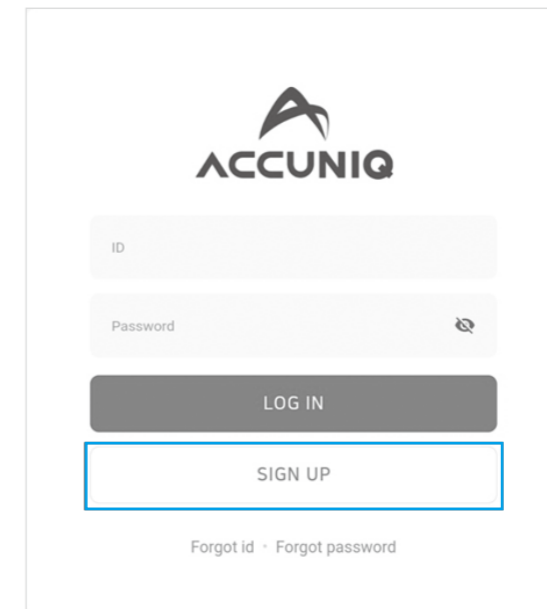 ACCUNIQ
ID
Password
LOG IN
SIGN UP
Forgot id · Forgot password